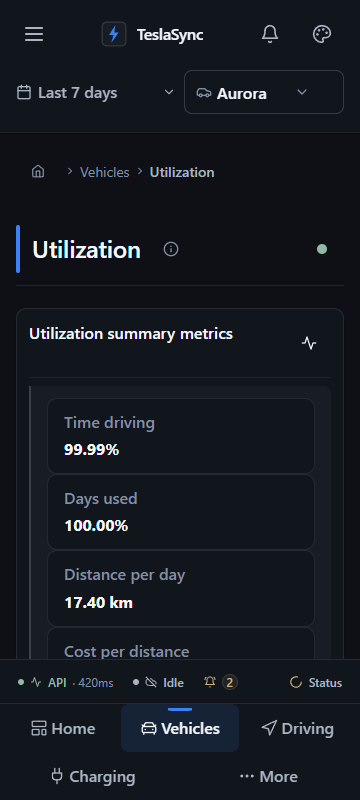 TeslaSync
Last 7 days
Aurora
Vehicles
Utilization
Utilization
Utilization summary metrics
Time driving
99.99%
Days used
100.00%
Distance per day
17.40 km
Cost per distance
API · 420ms
Idle
2
Status
Home
Vehicles
Driving
Charging
More